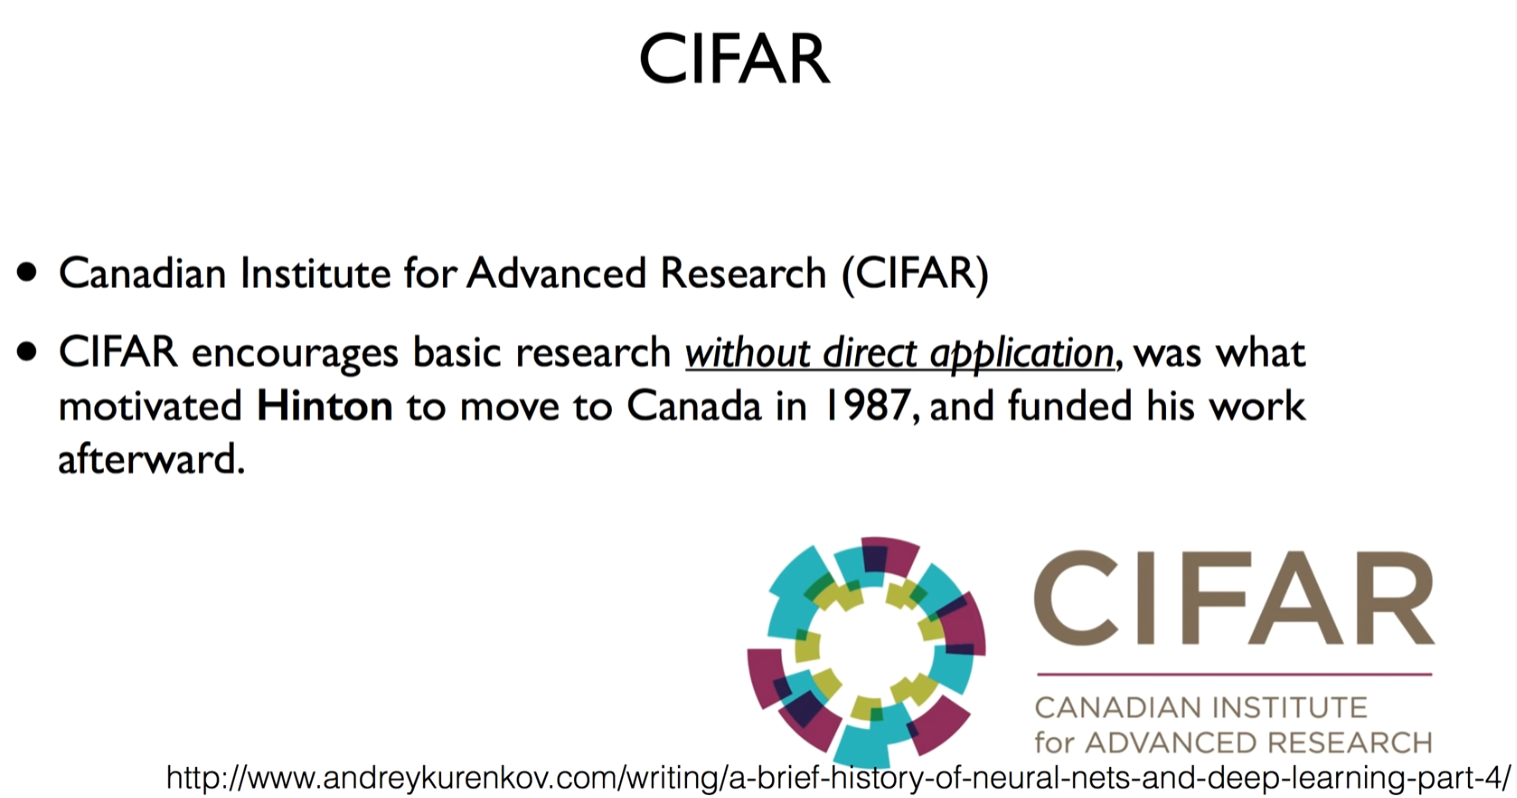 CIFAR
• Canadian Institute for Advanced Research (CIFAR)
• CIFAR encourages basic research without direct application, was what
motivated Hinton to move to Canada in 1987, and funded his work
afterward.
CIFAR
CANADIAN INSTITUTE
for ADVANCED RESEARCH
http://www.andreykurenkov.com/writing/a-brief-history-of-neural-nets-and-deep-learning-part-4/